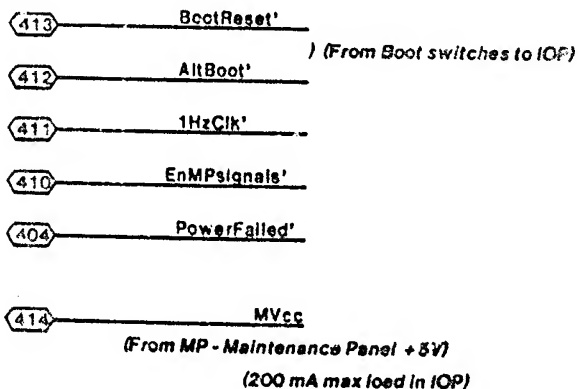 413 BootReset'
) (From Boot switches to IOP)
412 AltBoot'
411 1HzClk'
410 EnMPsignals'
404 PowerFailed'
414 MVcc
(From MP - Maintenance Panel +5V)
(200 mA max load in IOP)